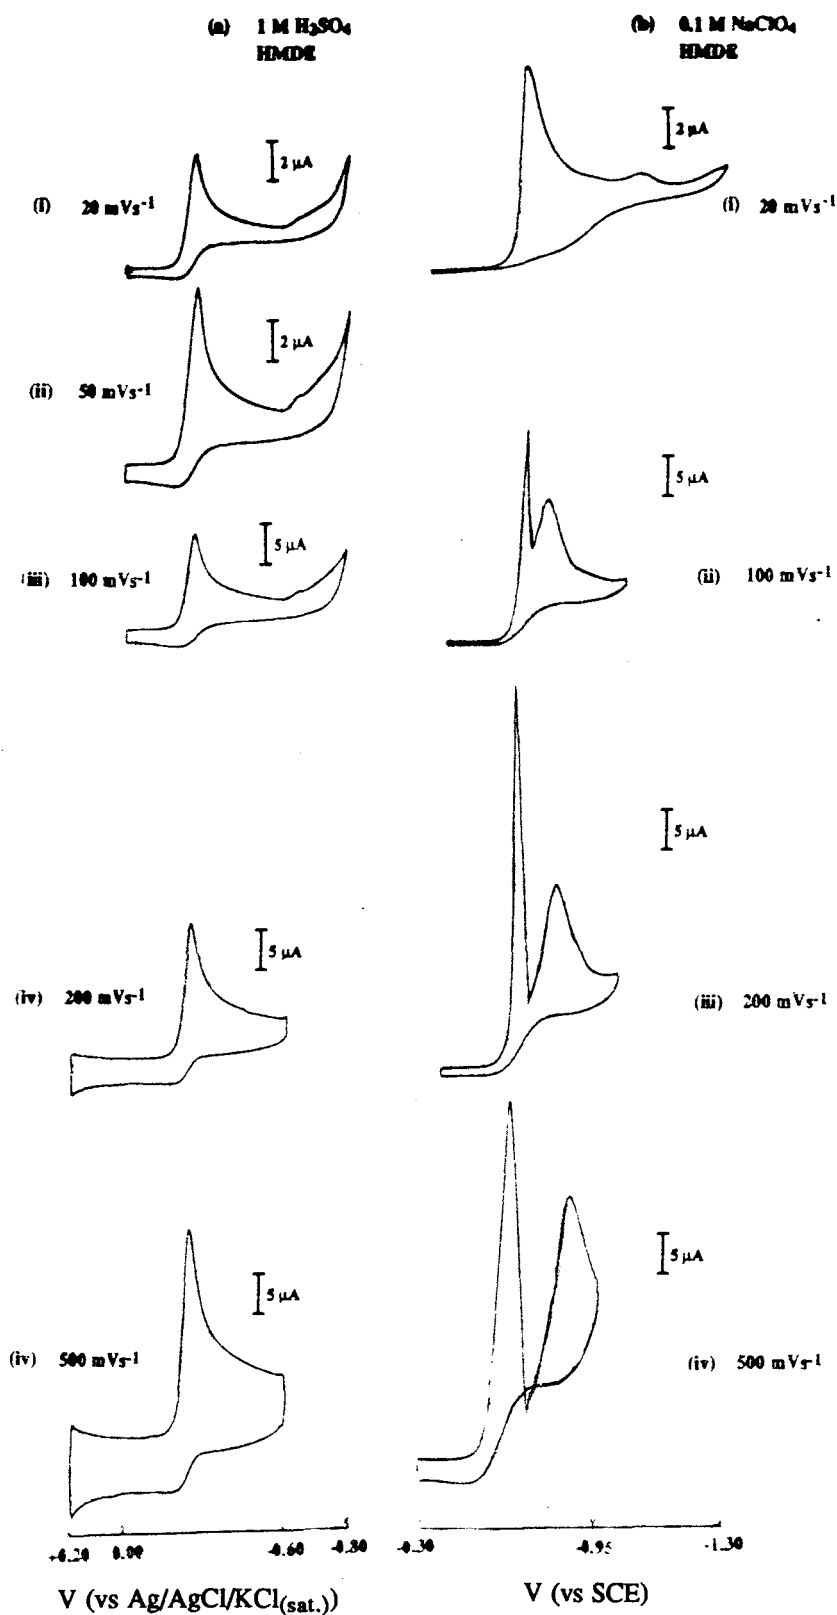 (a) 1 M H₂SO₄
HMDE
(b) 0.1 M NaClO₄
HMDE
2 µA
(i) 20 mVs⁻¹
2 µA
(i) 20 mVs⁻¹
2 µA
(ii) 50 mVs⁻¹
5 µA
(iii) 100 mVs⁻¹
5 µA
(ii) 100 mVs⁻¹
5 µA
(iv) 200 mVs⁻¹
5 µA
(iii) 200 mVs⁻¹
5 µA
(iv) 500 mVs⁻¹
5 µA
(iv) 500 mVs⁻¹
+0.20 0.00 -0.60 -0.80
-0.30 -0.95 -1.30
V (vs Ag/AgCl/KCl(sat.))
V (vs SCE)